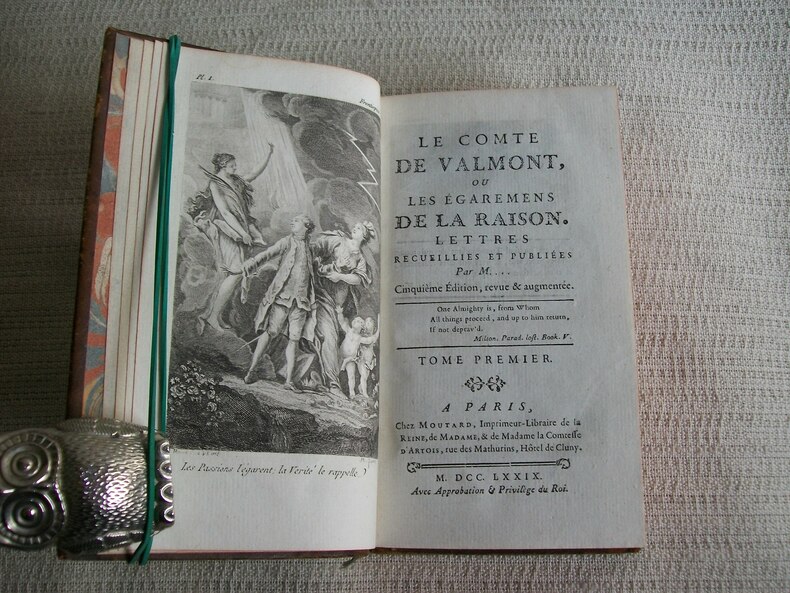 Pl. I.
Les Passions l'égarent; la Vérité le rappelle.
LE COMTE
DE VALMONT,
OU
LES ÉGAREMENS
DE LA RAISON.
LETTRES
RECUEILLIES ET PUBLIÉES
Par M....
Cinquième Édition, revue & augmentée.
One Almighty is, from Whom
All things proceed, and up to him return,
If not deprav'd.
Milton. Parad. lost. Book. V.
TOME PREMIER.
A PARIS,
Chez MOUTARD, Imprimeur-Libraire de la
REINE, de MADAME, & de Madame la Comtesse
D'ARTOIS, rue des Mathurins, Hôtel de Cluny.
M. DCC. LXXIX.
Avec Approbation & Privilége du Roi.